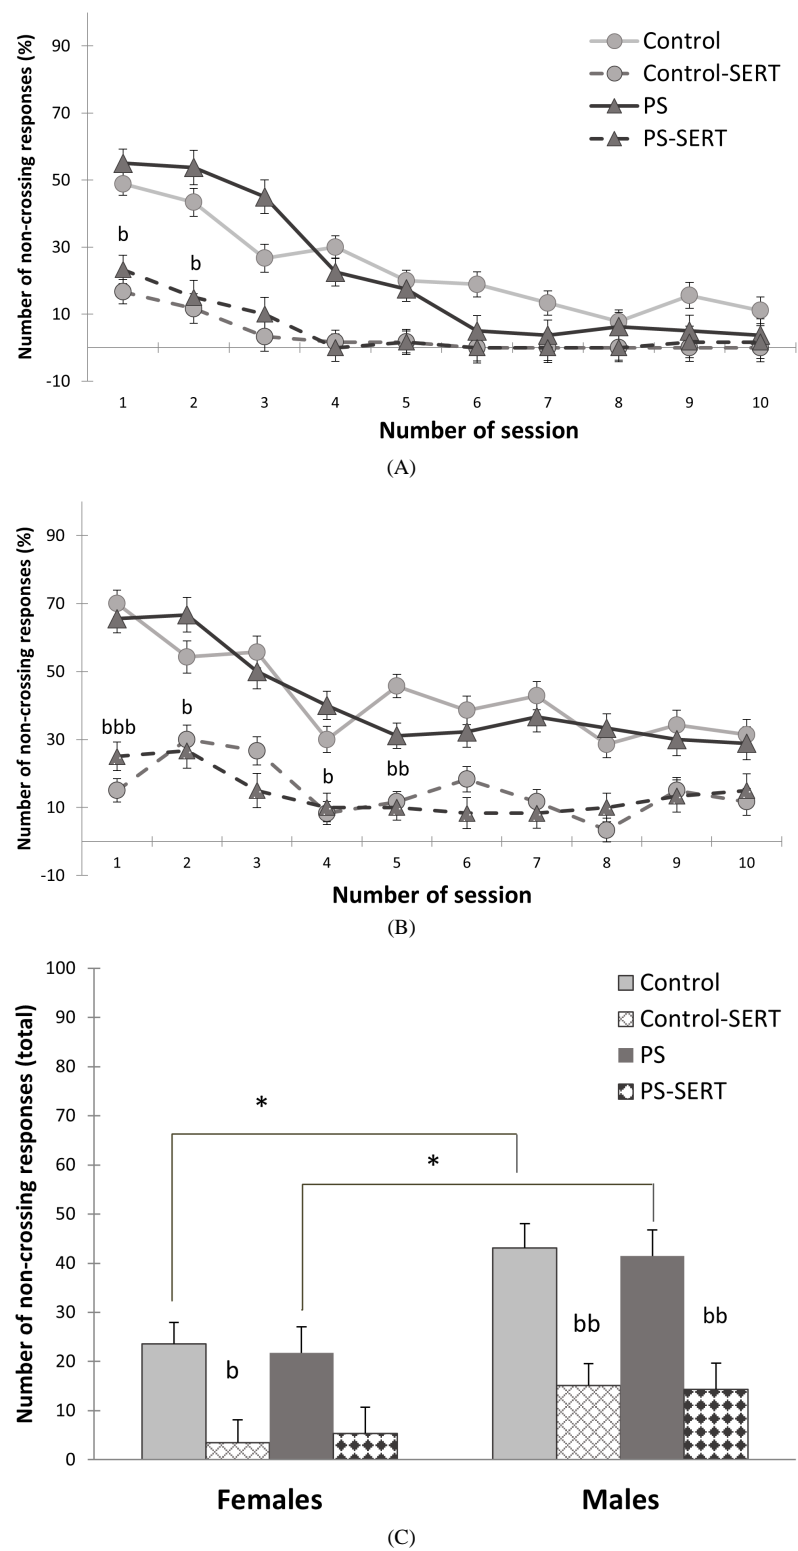 Number of non-crossing responses (%)
90
70
50
30
10
-10
Control
Control-SERT
PS
PS-SERT
b
b
1 2 3 4 5 6 7 8 9 10
Number of session
(A)
Number of non-crossing responses (%)
90
70
50
30
10
-10
bbb
b
b
bb
1 2 3 4 5 6 7 8 9 10
Number of session
(B)
Number of non-crossing responses (total)
100
90
80
70
60
50
40
30
20
10
0
Control
Control-SERT
PS
PS-SERT
*
*
b
bb
bb
Females Males
(C)